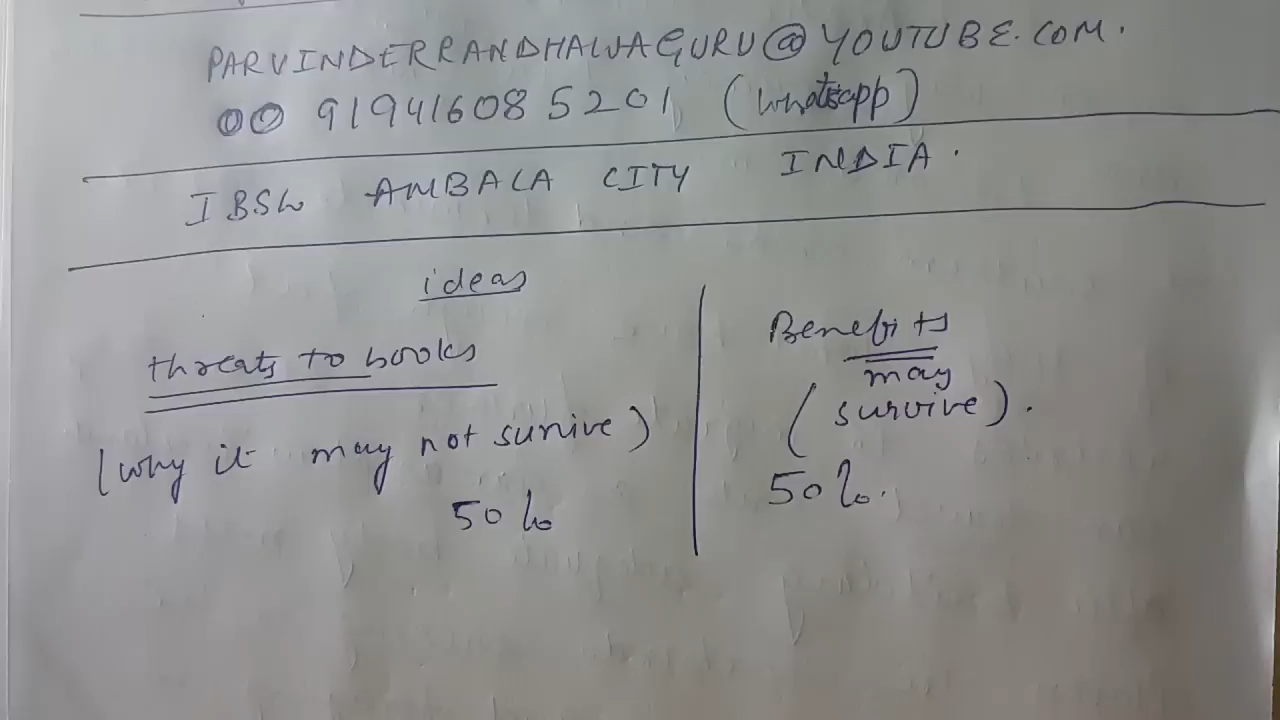 PARVINDERRANDHAWAGURU@YOUTUBE.COM.
00 919416085201 (whatsapp)
IBSW AMBALA CITY INDIA.
ideas
threats to books
(why it may not survive)
50%
Benefits
may
(survive).
50%.